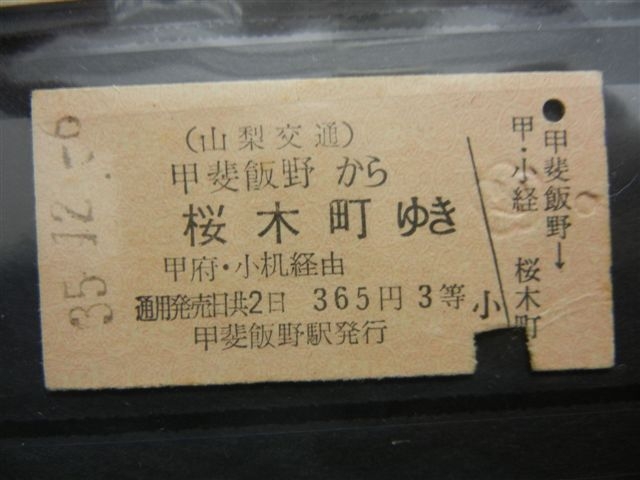 35.12.-6
(山梨交通)
甲斐飯野から
桜木町ゆき
甲府・小机経由
通用発売日共2日 365円 3等
甲斐飯野駅発行
小
甲斐飯野→
桜木町
甲・小経